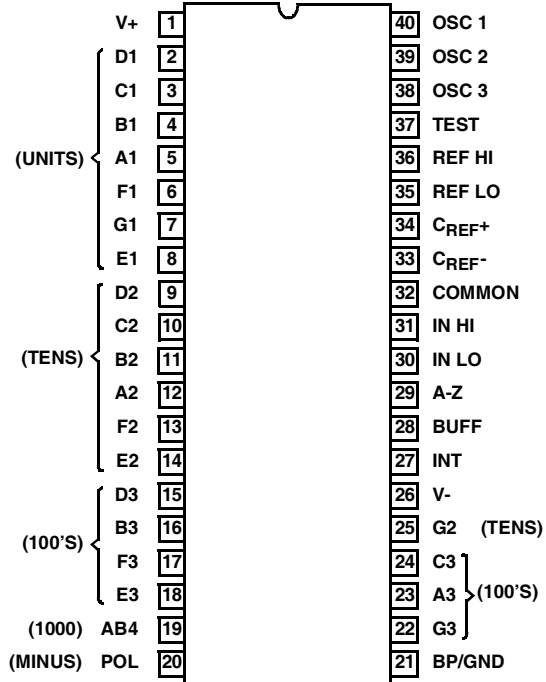 V+ 1 40 OSC 1
D1 2 39 OSC 2
C1 3 38 OSC 3
B1 4 37 TEST
(UNITS) A1 5 36 REF HI
F1 6 35 REF LO
G1 7 34 CREF+
E1 8 33 CREF-
D2 9 32 COMMON
C2 10 31 IN HI
(TENS) B2 11 30 IN LO
A2 12 29 A-Z
F2 13 28 BUFF
E2 14 27 INT
D3 15 26 V-
B3 16 25 G2 (TENS)
(100'S) F3 17 24 C3
E3 18 23 A3 (100'S)
(1000) AB4 19 22 G3
(MINUS) POL 20 21 BP/GND